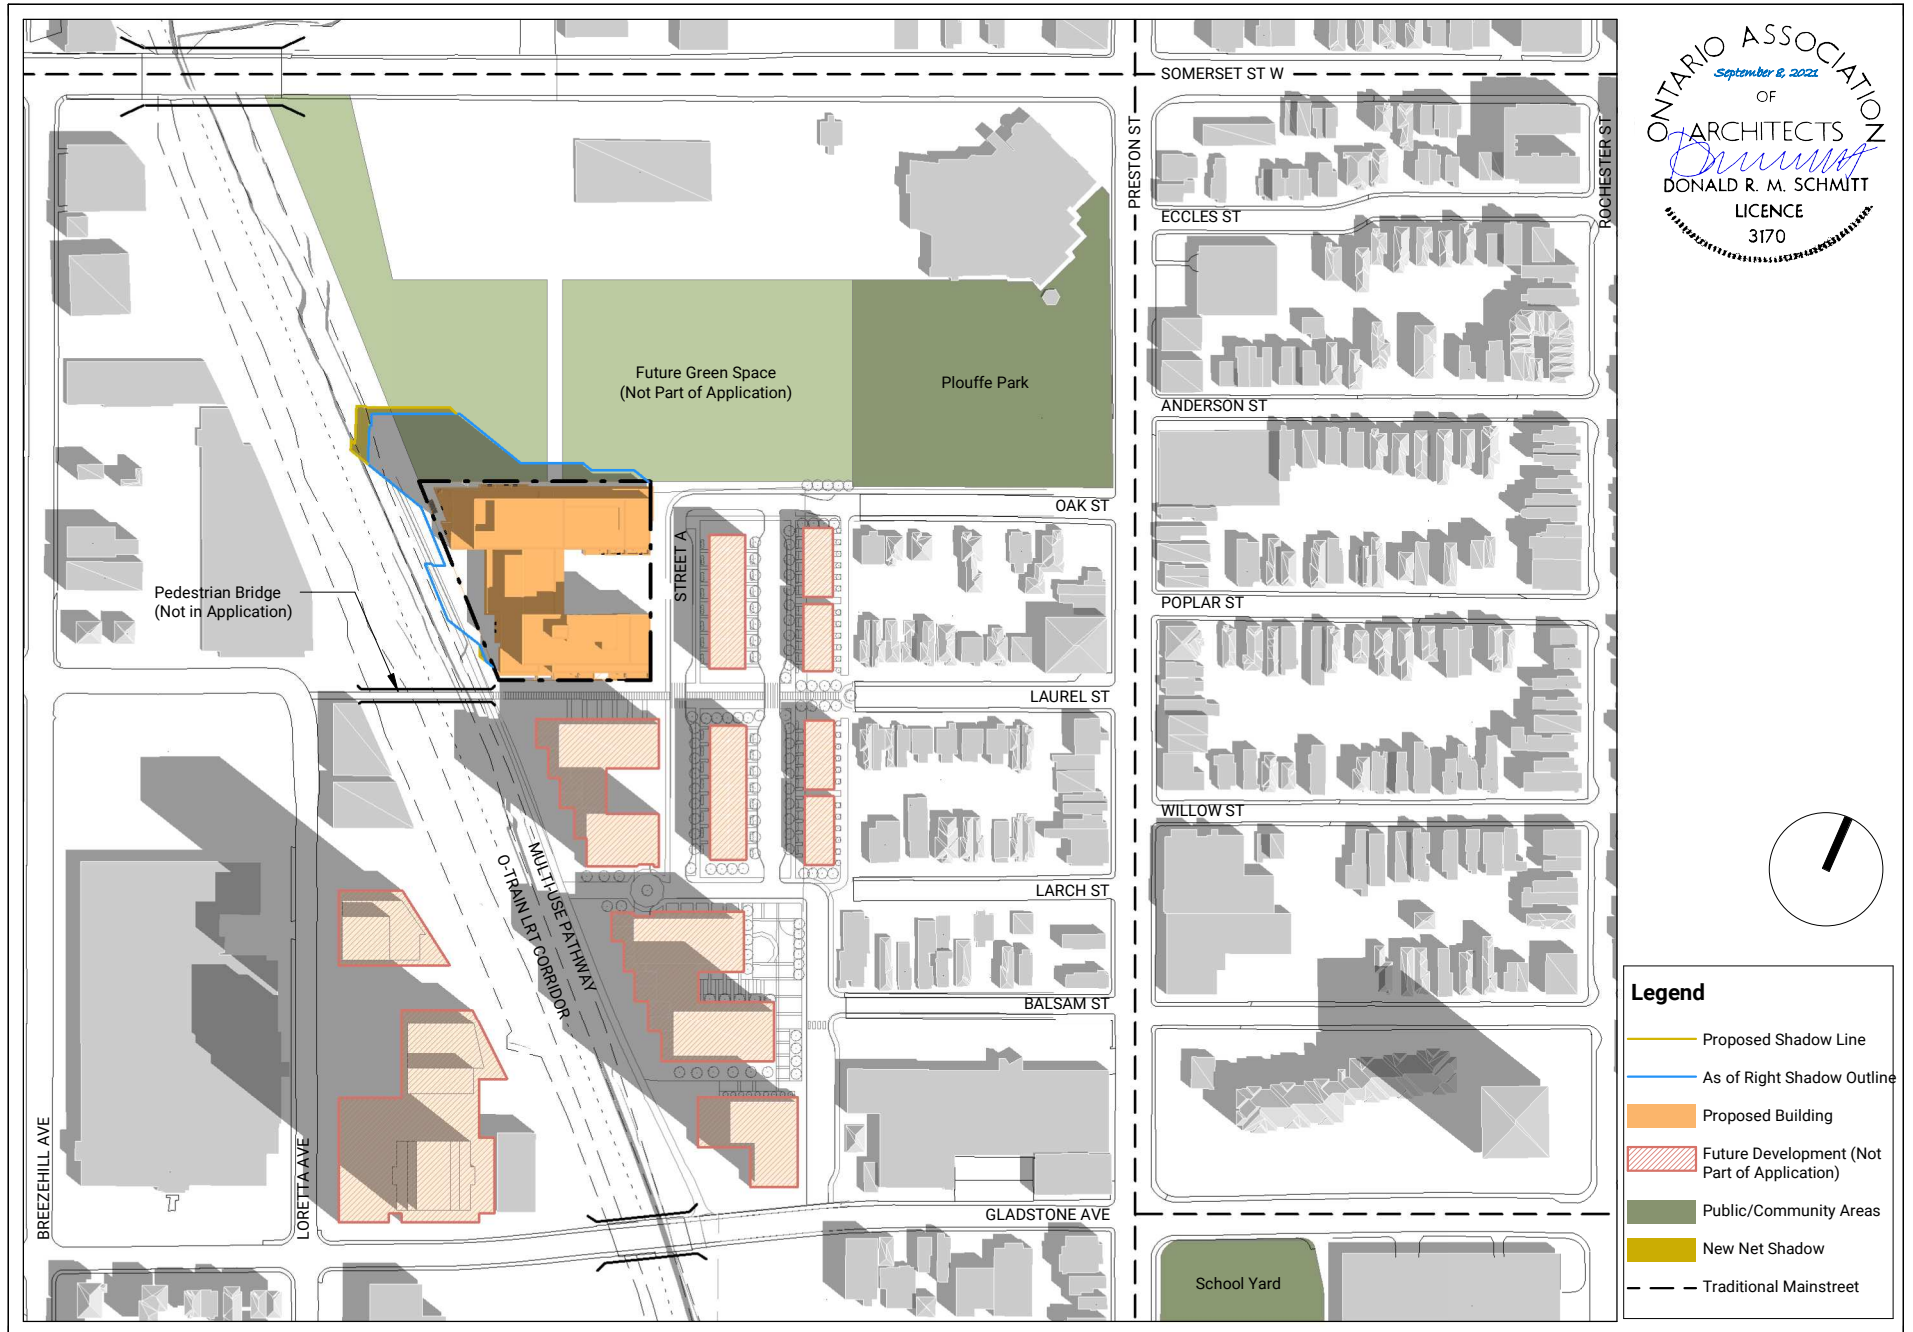 SOMERSET ST W
PRESTON ST
ROCHESTER ST
ECCLES ST
ONTARIO ASSOCIATION
September 8, 2021
OF
ARCHITECTS
DONALD R. M. SCHMITT
LICENCE
3170
Future Green Space
(Not Part of Application)
Plouffe Park
ANDERSON ST
OAK ST
STREET A
Pedestrian Bridge
(Not in Application)
POPLAR ST
LAUREL ST
WILLOW ST
MULTI-USE PATHWAY
O-TRAIN LRT CORRIDOR
LARCH ST
BALSAM ST
BREEZEHILL AVE
LORETTA AVE
GLADSTONE AVE
School Yard
Legend
Proposed Shadow Line
As of Right Shadow Outline
Proposed Building
Future Development (Not
Part of Application)
Public/Community Areas
New Net Shadow
Traditional Mainstreet